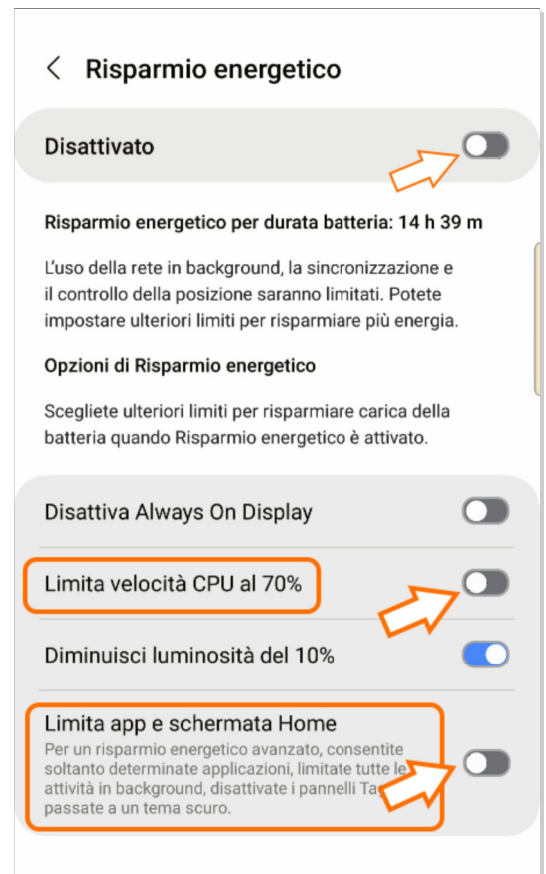 Risparmio energetico
Disattivato
Risparmio energetico per durata batteria: 14 h 39 m
L'uso della rete in background, la sincronizzazione e
il controllo della posizione saranno limitati. Potete
impostare ulteriori limiti per risparmiare più energia.
Opzioni di Risparmio energetico
Scegliete ulteriori limiti per risparmiare carica della
batteria quando Risparmio energetico è attivato.
Disattiva Always On Display
Limita velocità CPU al 70%
Diminuisci luminosità del 10%
Limita app e schermata Home
Per un risparmio energetico avanzato, consentite
soltanto determinate applicazioni, limitate tutte le
attività in background, disattivate i pannelli
passate a un tema scuro.